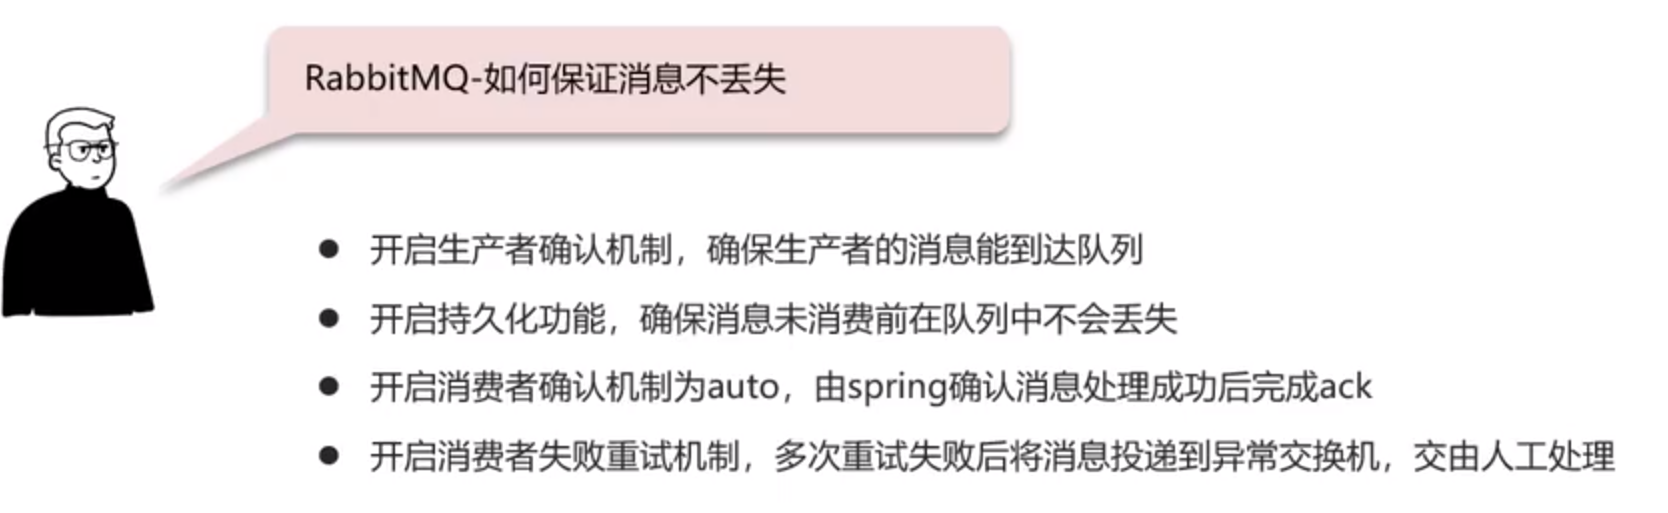 RabbitMQ-如何保证消息不丢失
● 开启生产者确认机制，确保生产者的消息能到达队列
● 开启持久化功能，确保消息未消费前在队列中不会丢失
● 开启消费者确认机制为auto，由spring确认消息处理成功后完成ack
● 开启消费者失败重试机制，多次重试失败后将消息投递到异常交换机，交由人工处理